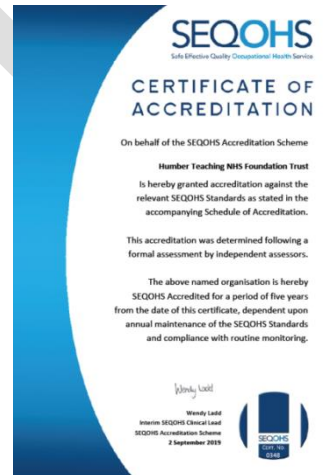 SEQOHS
Safe Effective Quality Occupational Health Service
CERTIFICATE OF
ACCREDITATION
On behalf of the SEQOHS Accreditation Scheme
Humber Teaching NHS Foundation Trust
Is hereby granted accreditation against the
relevant SEQOHS Standards as stated in the
accompanying Schedule of Accreditation.
This accreditation was determined following a
formal assessment by independent assessors.
The above named organisation is hereby
SEQOHS Accredited for a period of five years
from the date of this certificate, dependent upon
annual maintenance of the SEQOHS Standards
and compliance with routine monitoring.
Wendy Ladd
Wendy Ladd
Interim SEQOHS Clinical Lead
SEQOHS Accreditation Scheme
2 September 2019
SEQOHS
Cert. No.
0348